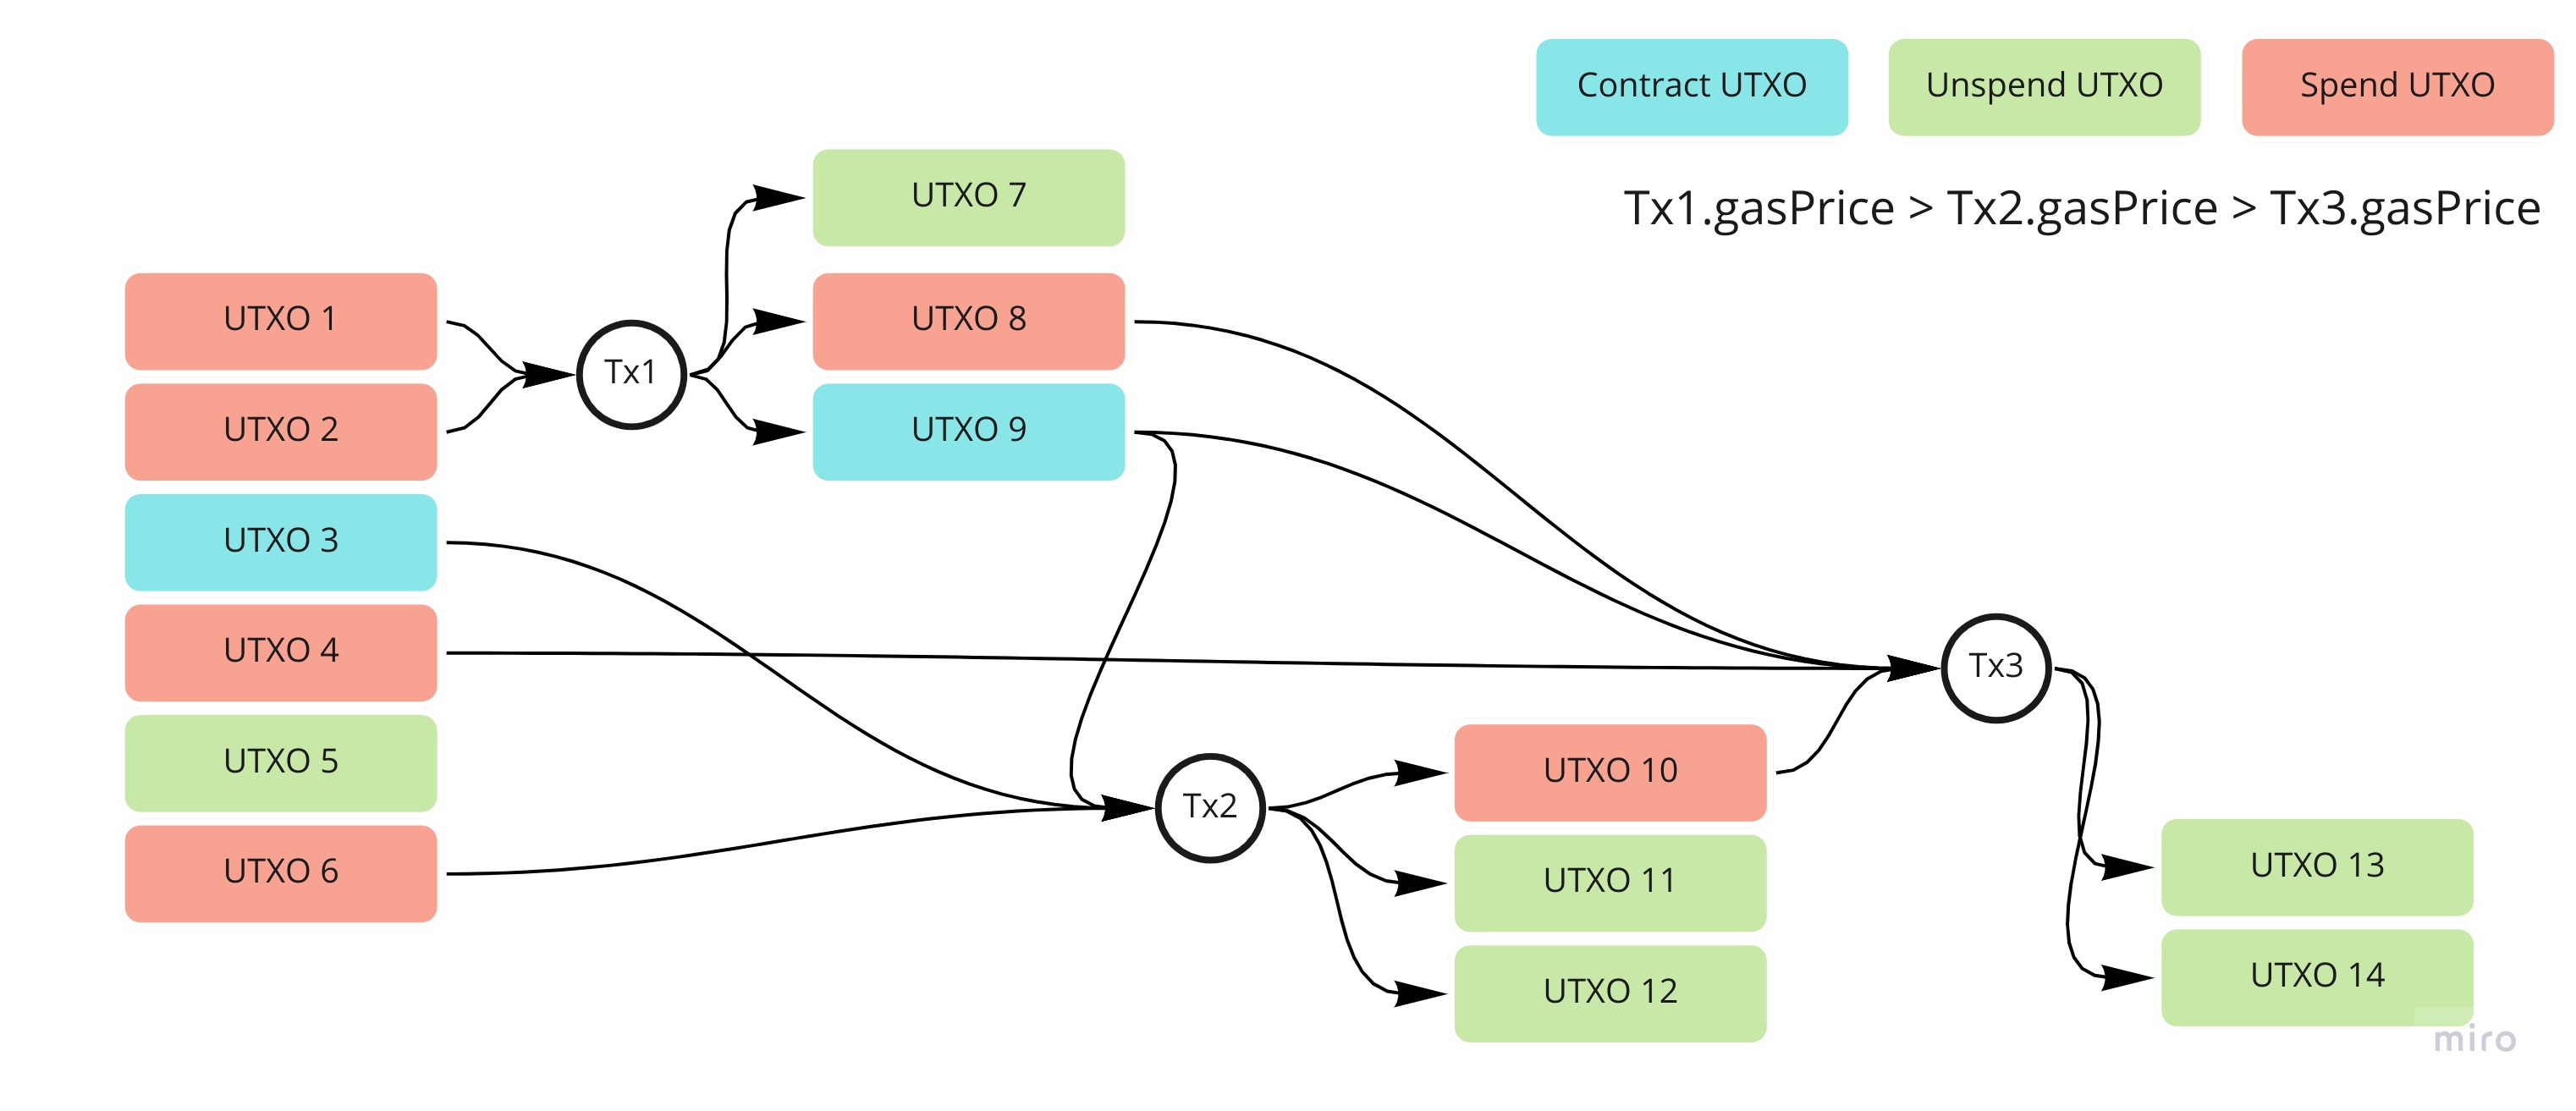 Contract UTXO
Unspend UTXO
Spend UTXO
Tx1.gasPrice > Tx2.gasPrice > Tx3.gasPrice
UTXO 1
UTXO 2
UTXO 3
UTXO 4
UTXO 5
UTXO 6
Tx1
UTXO 7
UTXO 8
UTXO 9
Tx2
UTXO 10
UTXO 11
UTXO 12
Tx3
UTXO 13
UTXO 14
miro